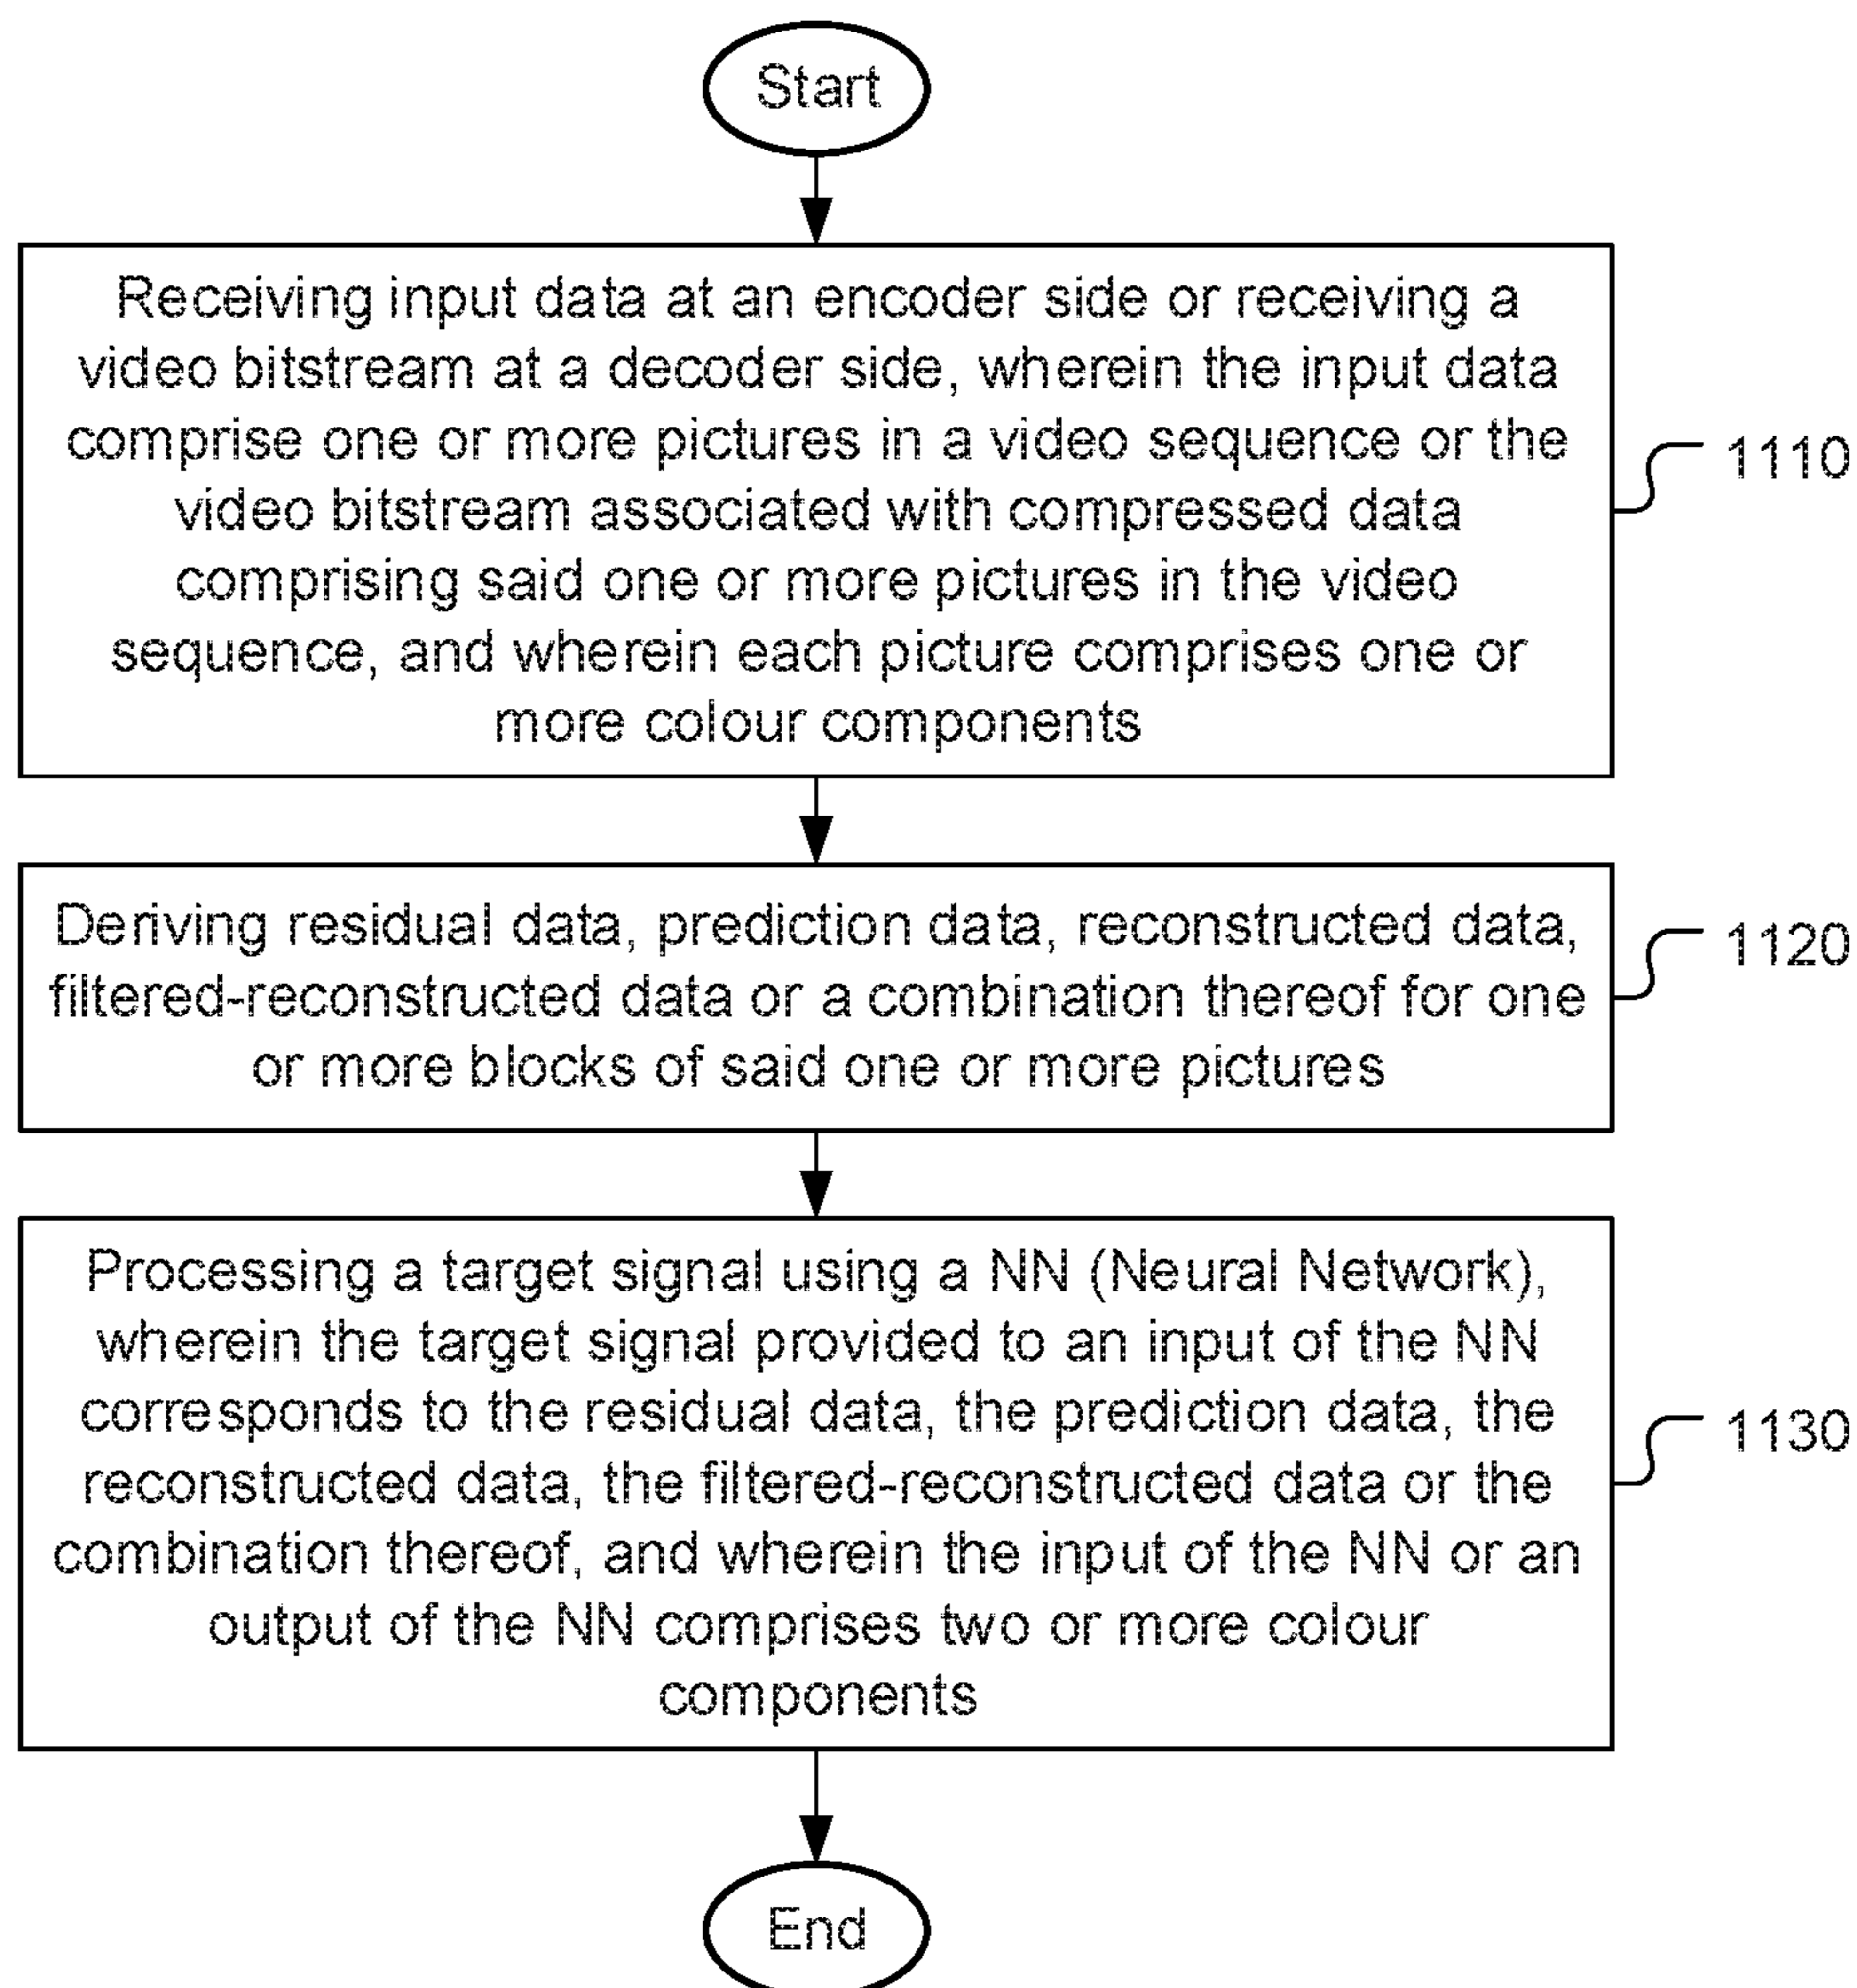 Start
Receiving input data at an encoder side or receiving a
video bitstream at a decoder side, wherein the input data
comprise one or more pictures in a video sequence or the
video bitstream associated with compressed data
comprising said one or more pictures in the video
sequence, and wherein each picture comprises one or
more colour components
1110
Deriving residual data, prediction data, reconstructed data,
filtered-reconstructed data or a combination thereof for one
or more blocks of said one or more pictures
1120
Processing a target signal using a NN (Neural Network),
wherein the target signal provided to an input of the NN
corresponds to the residual data, the prediction data, the
reconstructed data, the filtered-reconstructed data or the
combination thereof, and wherein the input of the NN or an
output of the NN comprises two or more colour
components
1130
End